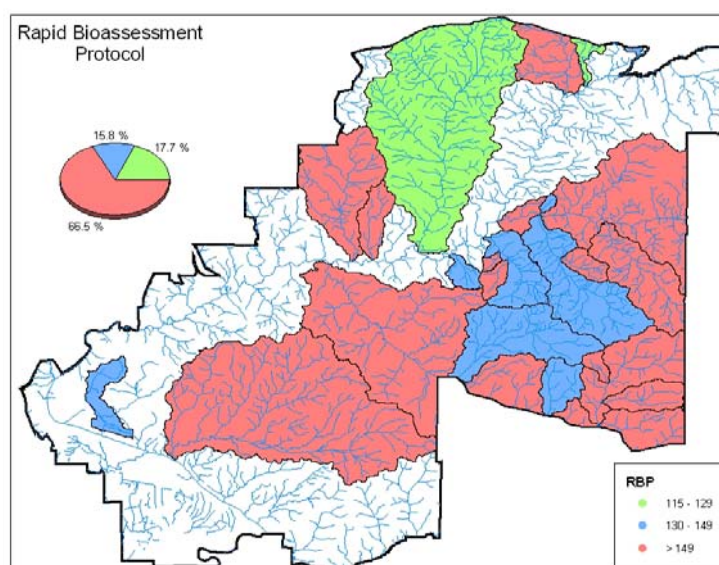 Rapid Bioassessment
Protocol
15.8 %
17.7 %
66.5 %
RBP
115 - 129
130 - 149
> 149